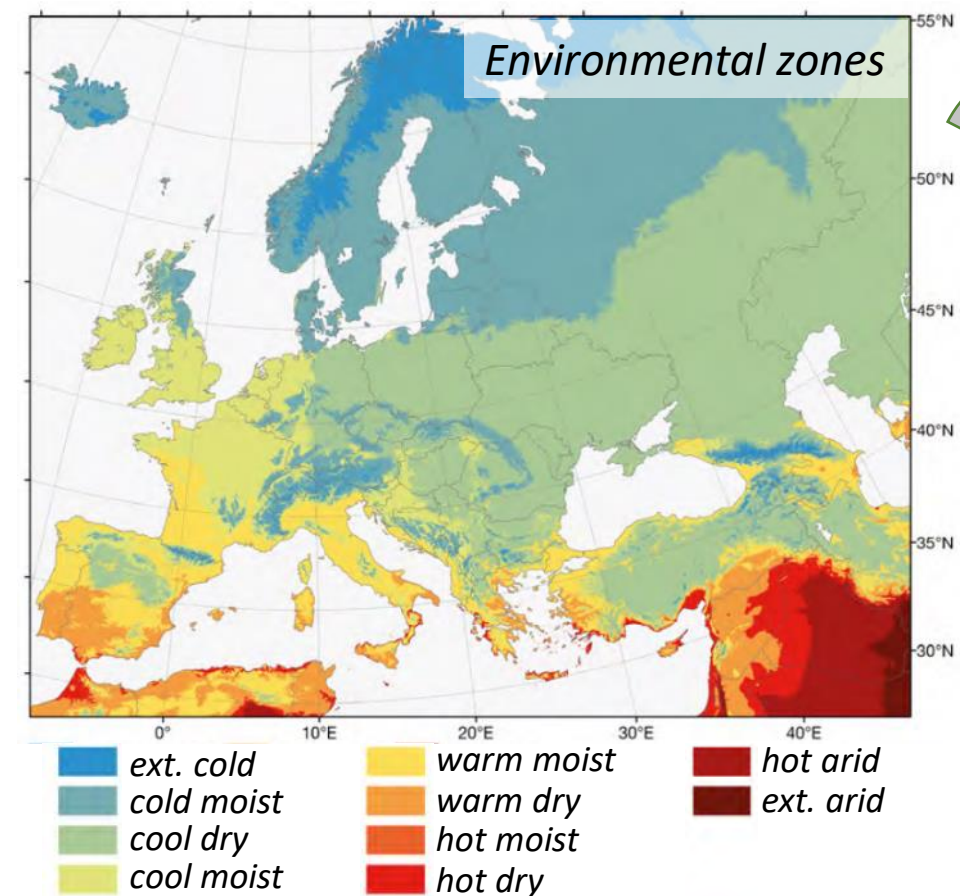 Environmental zones
55°N
50°N
45°N
40°N
35°N
30°N
0°
10°E
20°E
30°E
40°E
ext. cold
cold moist
cool dry
cool moist
warm moist
warm dry
hot moist
hot dry
hot arid
ext. arid